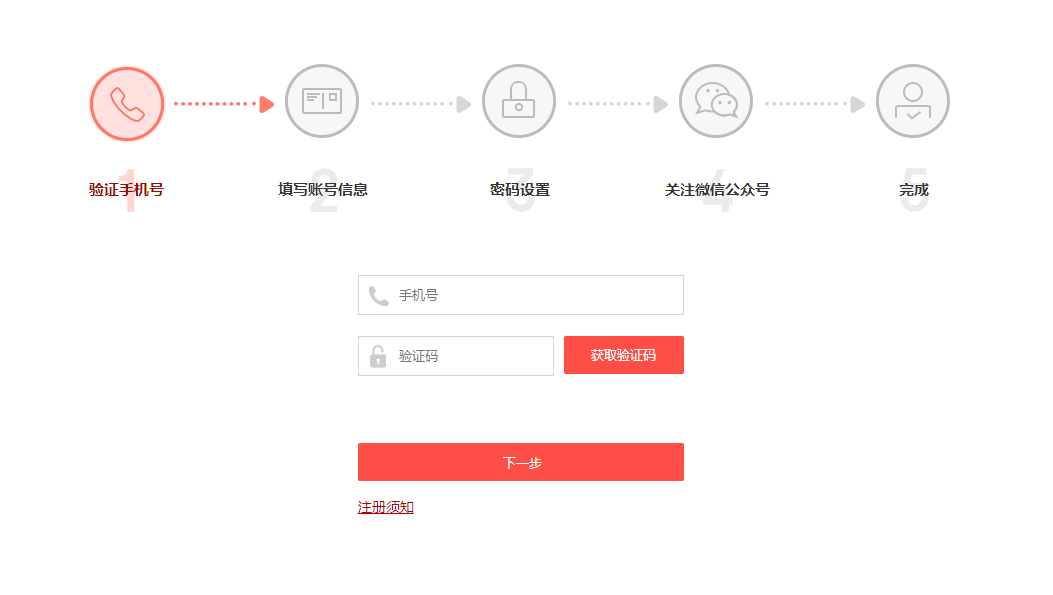 1 2 3 4 5
验证手机号 填写账号信息 密码设置 关注微信公众号 完成
手机号
验证码 获取验证码
下一步
注册须知